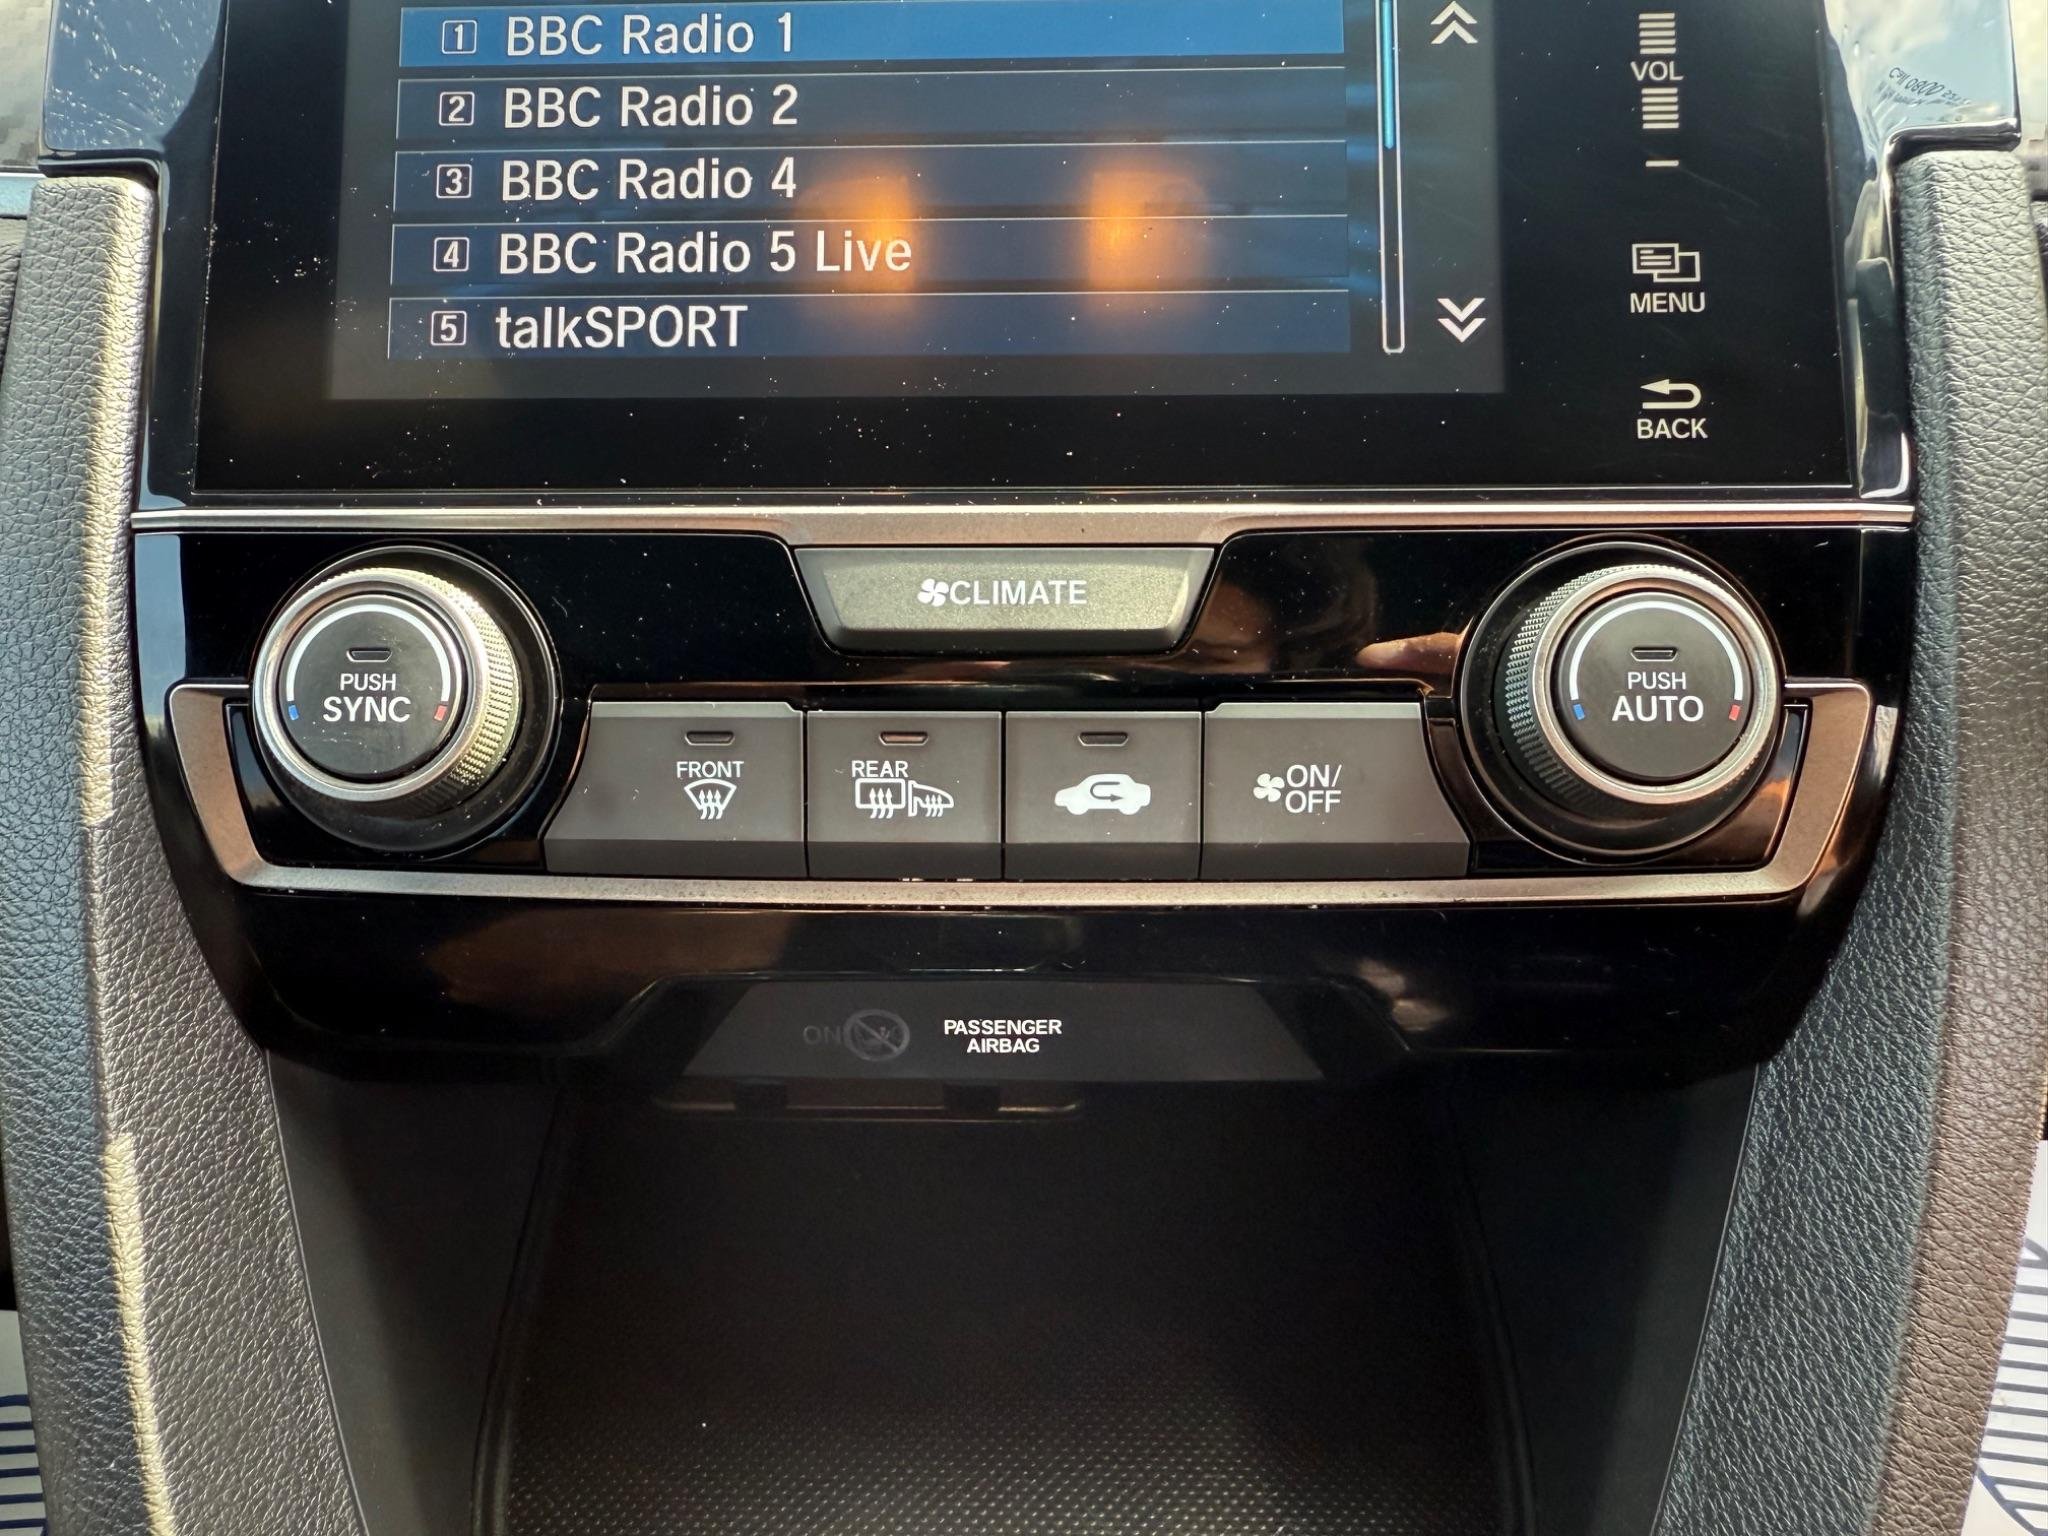 1 BBC Radio 1
2 BBC Radio 2
3 BBC Radio 4
4 BBC Radio 5 Live
5 talkSPORT
VOL
MENU
BACK
CLIMATE
PUSH
SYNC
PUSH
AUTO
FRONT
REAR
ON/
OFF
ON
PASSENGER
AIRBAG